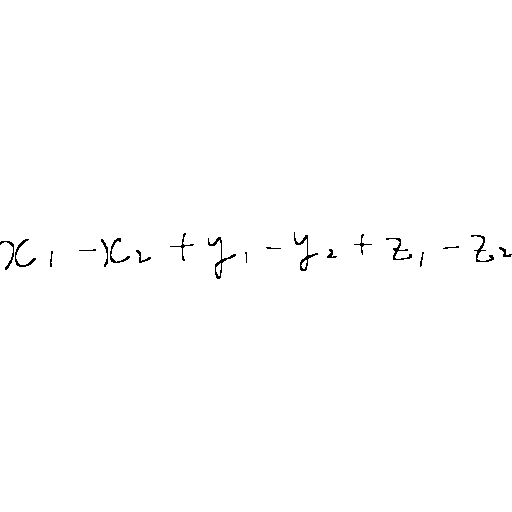 x₁ - x₂ + y₁ - y₂ + z₁ - z₂